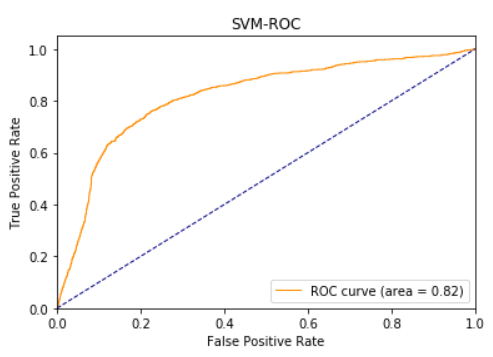 SVM-ROC
True Positive Rate
1.0
0.8
0.6
0.4
0.2
0.0
ROC curve (area = 0.82)
0.0 0.2 0.4 0.6 0.8 1.0
False Positive Rate